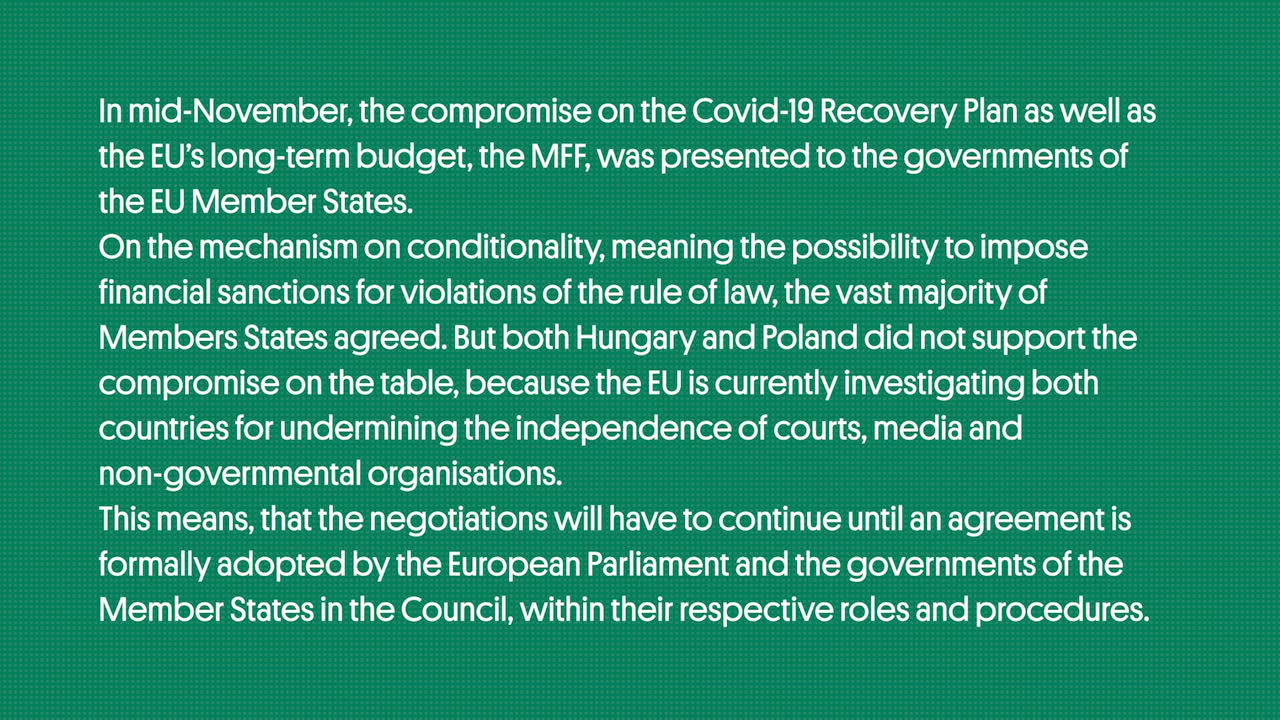 In mid-November, the compromise on the Covid-19 Recovery Plan as well as
the EU’s long-term budget, the MFF, was presented to the governments of
the EU Member States.
On the mechanism on conditionality, meaning the possibility to impose
financial sanctions for violations of the rule of law, the vast majority of
Members States agreed. But both Hungary and Poland did not support the
compromise on the table, because the EU is currently investigating both
countries for undermining the independence of courts, media and
non-governmental organisations.
This means, that the negotiations will have to continue until an agreement is
formally adopted by the European Parliament and the governments of the
Member States in the Council, within their respective roles and procedures.